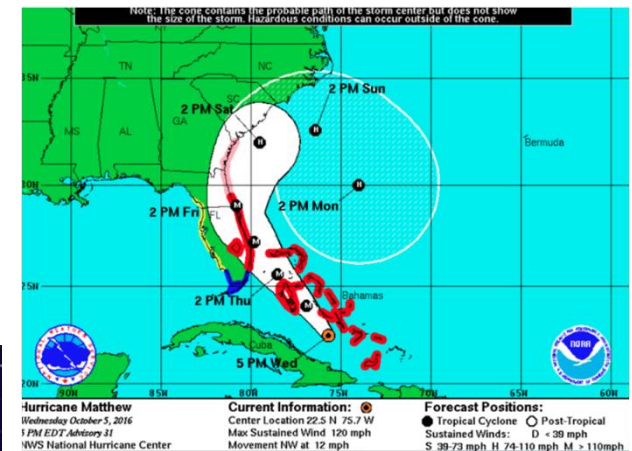 Note: The cone contains the probable path of the storm center but does not show
the size of the storm. Hazardous conditions can occur outside of the cone.
TN
NC
35N
2 PM Sun
SC
2 PM Sat
MS
AL
GA
Bermuda
30N
2 PM Fri
FL
2 PM Mon
25N
2 PM Thu
Bahamas
Cuba
5 PM Wed
NOAA
20N
90W
85W
80W
75W
70W
65W
60W
Hurricane Matthew
Wednesday October 5, 2016
5 PM EDT Advisory 31
NWS National Hurricane Center
Current Information:
Center Location 22.5 N 75.7 W
Max Sustained Wind 120 mph
Movement NW at 12 mph
Forecast Positions:
Tropical Cyclone Post-Tropical
Sustained Winds: D < 39 mph
S 39-73 mph H 74-110 mph M > 110mph